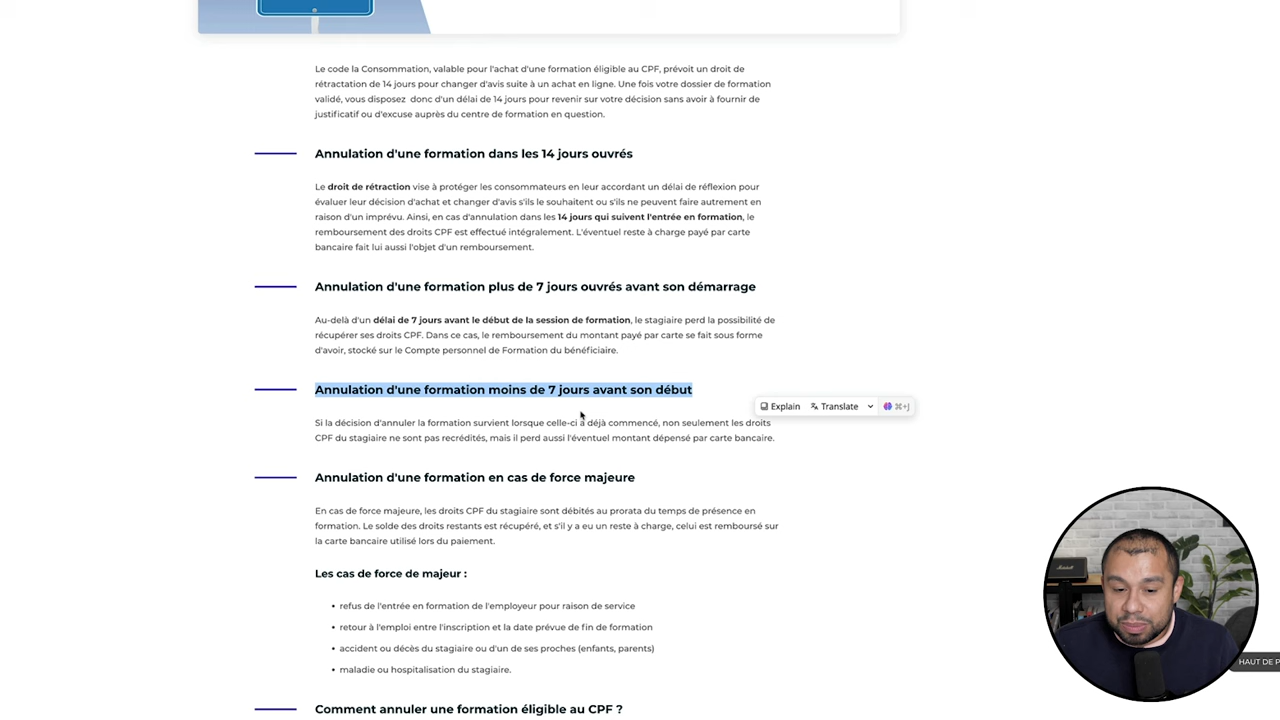 Le code la Consommation, valable pour l'achat d'une formation éligible au CPF, prévoit un droit de
rétractation de 14 jours pour changer d'avis suite à un achat en ligne. Une fois votre dossier de formation
validé, vous disposez donc d'un délai de 14 jours pour revenir sur votre décision sans avoir à fournir de
justificatif ou d'excuse auprès du centre de formation en question.
Annulation d'une formation dans les 14 jours ouvrés
Le droit de rétraction vise à protéger les consommateurs en leur accordant un délai de réflexion pour
évaluer leur décision d'achat et changer d'avis s'ils le souhaitent ou s'ils ne peuvent faire autrement en
raison d'un imprévu. Ainsi, en cas d'annulation dans les 14 jours qui suivent l'entrée en formation, le
remboursement des droits CPF est effectué intégralement. L'éventuel reste à charge payé par carte
bancaire fait lui aussi l'objet d'un remboursement.
Annulation d'une formation plus de 7 jours ouvrés avant son démarrage
Au-delà d'un délai de 7 jours avant le début de la session de formation, le stagiaire perd la possibilité de
récupérer ses droits CPF. Dans ce cas, le remboursement du montant payé par carte se fait sous forme
d'avoir, stocké sur le Compte personnel de Formation du bénéficiaire.
Annulation d'une formation moins de 7 jours avant son début
Explain Translate ⌘+J
Si la décision d'annuler la formation survient lorsque celle-ci a déjà commencé, non seulement les droits
CPF du stagiaire ne sont pas recrédités, mais il perd aussi l'éventuel montant dépensé par carte bancaire.
Annulation d'une formation en cas de force majeure
En cas de force majeure, les droits CPF du stagiaire sont débités au prorata du temps de présence en
formation. Le solde des droits restants est récupéré, et s'il y a eu un reste à charge, celui est remboursé sur
la carte bancaire utilisé lors du paiement.
Les cas de force de majeur :
• refus de l'entrée en formation de l'employeur pour raison de service
• retour à l'emploi entre l'inscription et la date prévue de fin de formation
• accident ou décès du stagiaire ou d'un de ses proches (enfants, parents)
• maladie ou hospitalisation du stagiaire.
HAUT DE P
Comment annuler une formation éligible au CPF ?